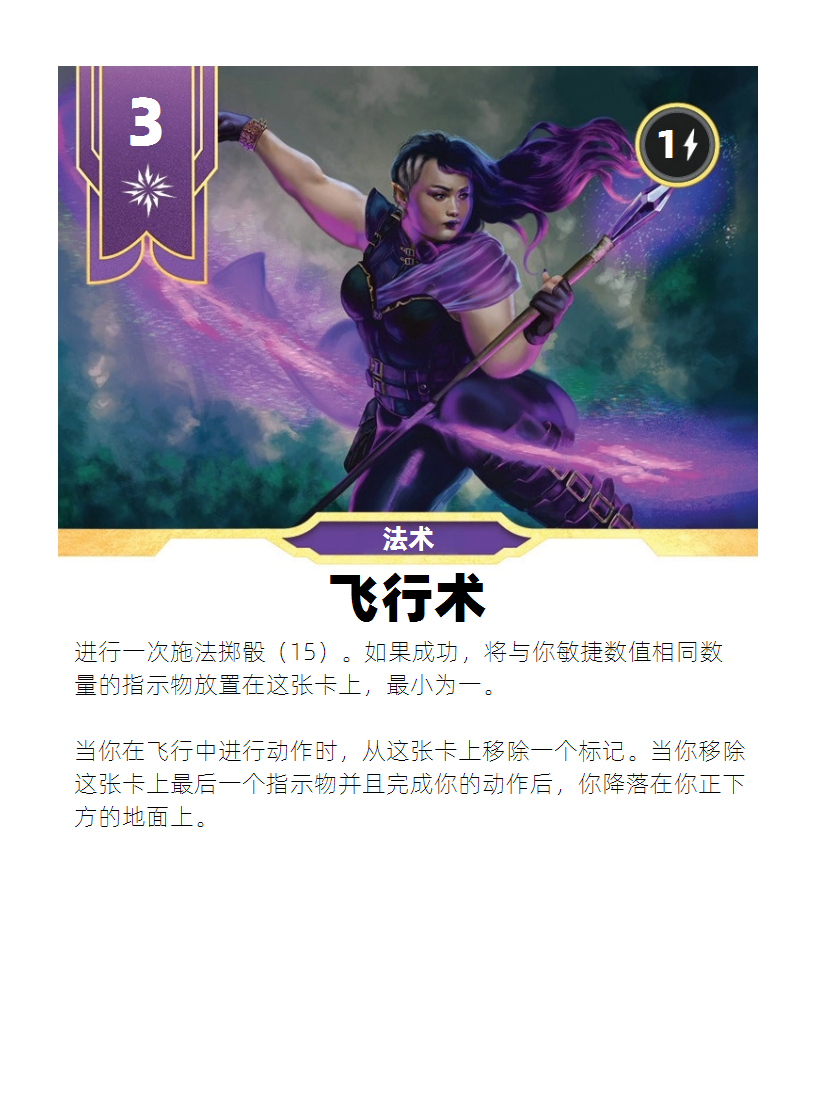 3
1
法术
飞行术
进行一次施法掷骰（15）。如果成功，将与你敏捷数值相同数
量的指示物放置在这张卡上，最小为一。
当你在飞行中进行动作时，从这张卡上移除一个标记。当你移除
这张卡上最后一个指示物并且完成你的动作后，你降落在你正下
方的地面上。